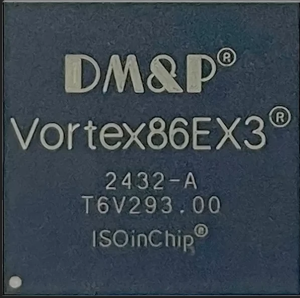 DM&P®
Vortex86EX3®
2432-A
T6V293.00
ISOinChip®